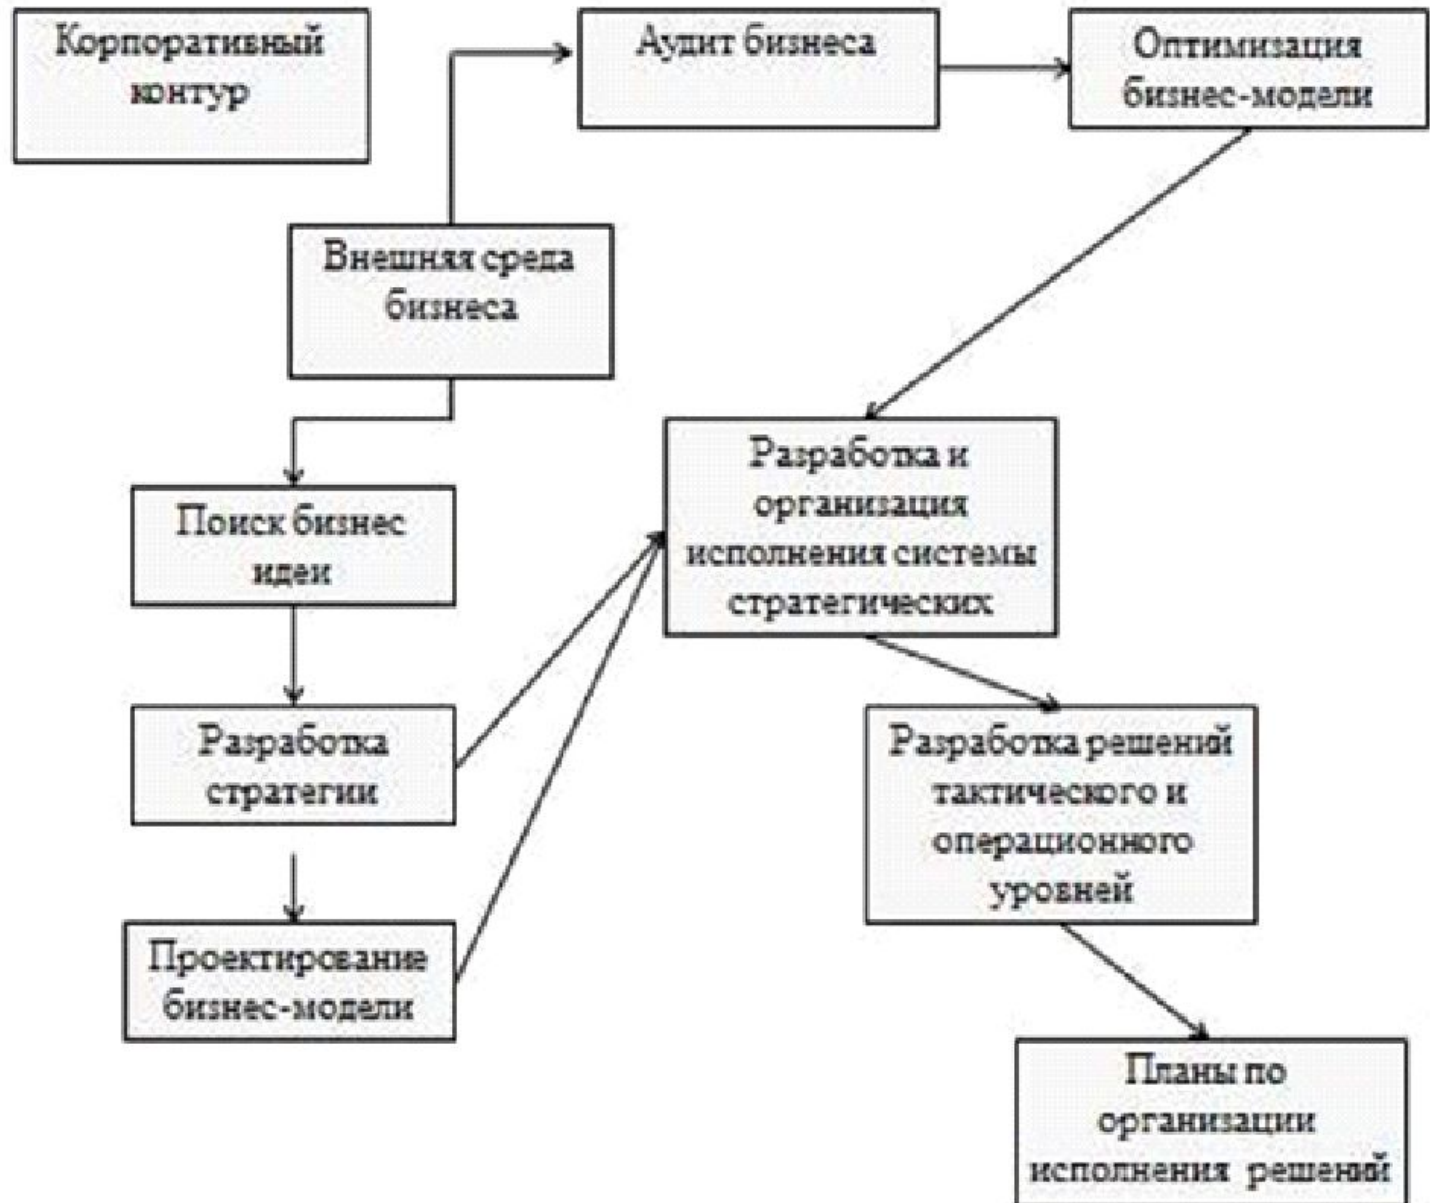 Корпоративный
контур
Аудит бизнеса
Оптимизация
бизнес-модели
Внешняя среда
бизнеса
Поиск бизнес
идеи
Разработка и
организация
исполнения системы
стратегических
Разработка
стратегии
Разработка решений
тактического и
операционного
уровней
Проектирование
бизнес-модели
Планы по
организации
исполнения решений